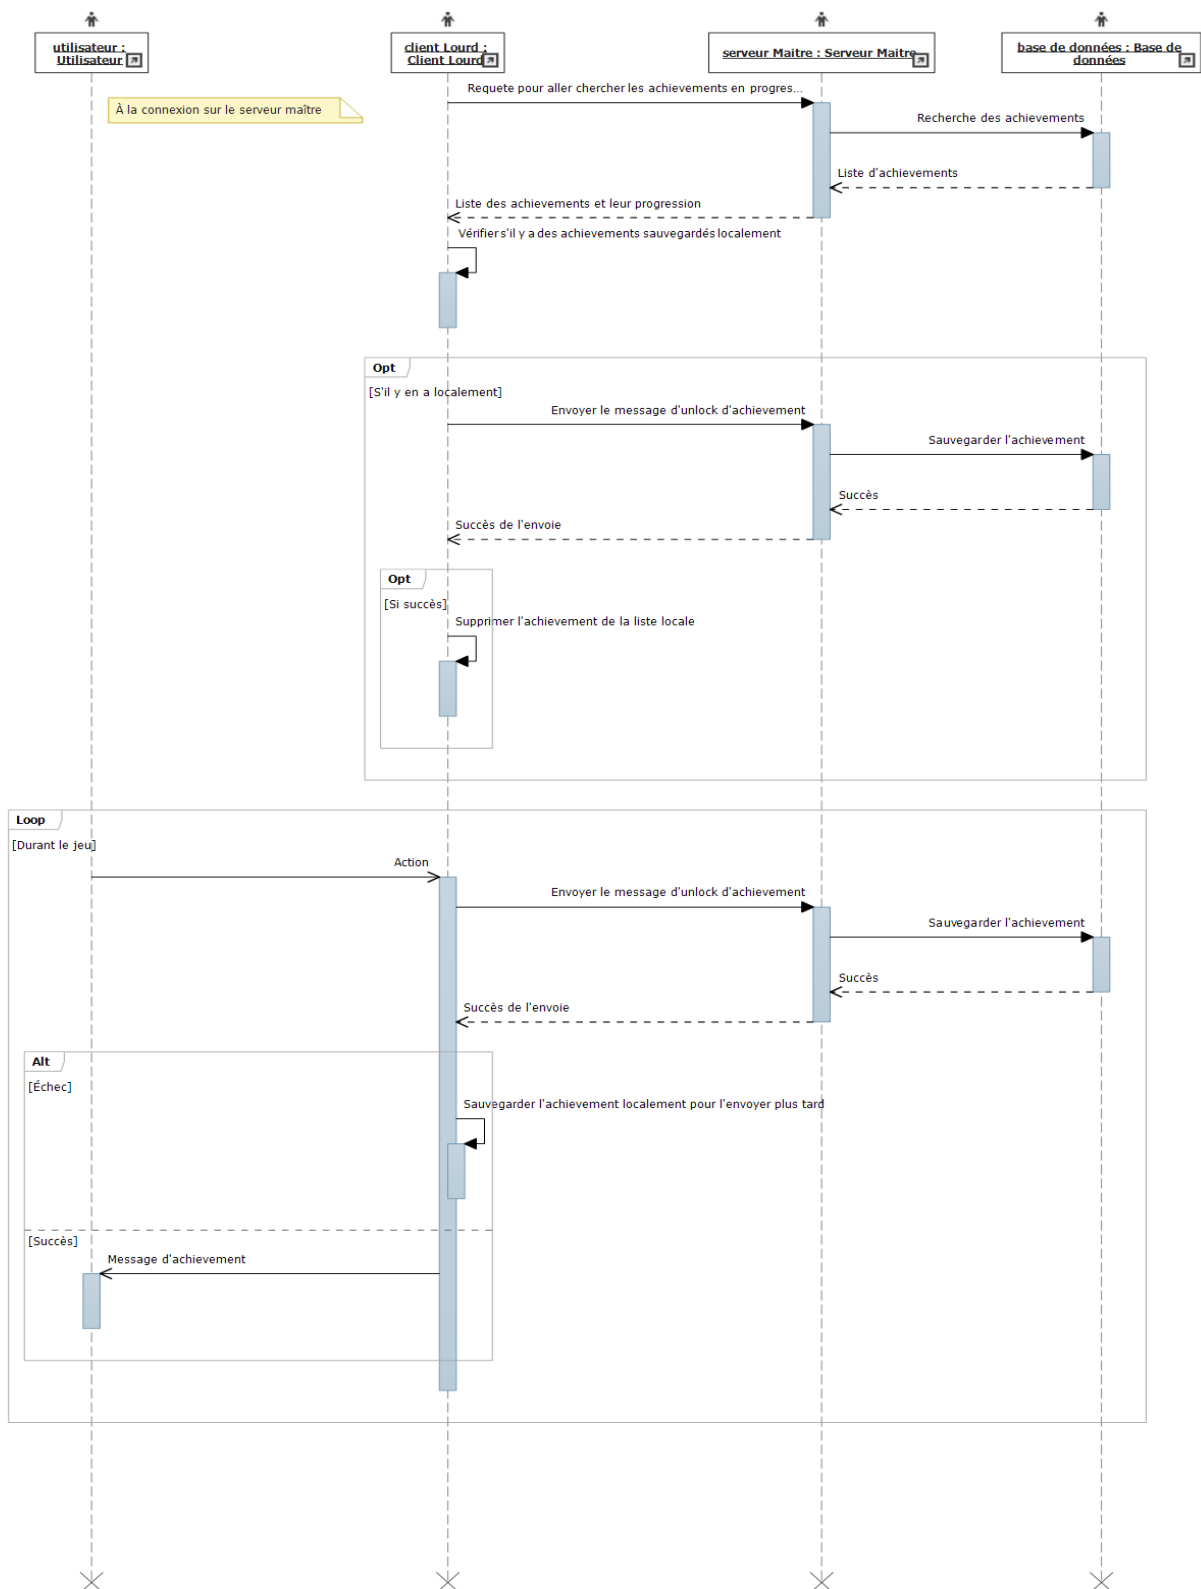 utilisateur :
Utilisateur
client Lourd :
Client Lourd
serveur Maitre : Serveur Maitre
base de données : Base de
données
À la connexion sur le serveur maître
Requete pour aller chercher les achievements en progres...
Recherche des achievements
Liste d'achievements
Liste des achievements et leur progression
Vérifier s'il y a des achievements sauvegardés localement
Opt
[S'il y en a localement]
Envoyer le message d'unlock d'achievement
Sauvegarder l'achievement
Succès
Succès de l'envoie
Opt
[Si succès]
Supprimer l'achievement de la liste locale
Loop
[Durant le jeu]
Action
Envoyer le message d'unlock d'achievement
Sauvegarder l'achievement
Succès
Succès de l'envoie
Alt
[Échec]
Sauvegarder l'achievement localement pour l'envoyer plus tard
[Succès]
Message d'achievement